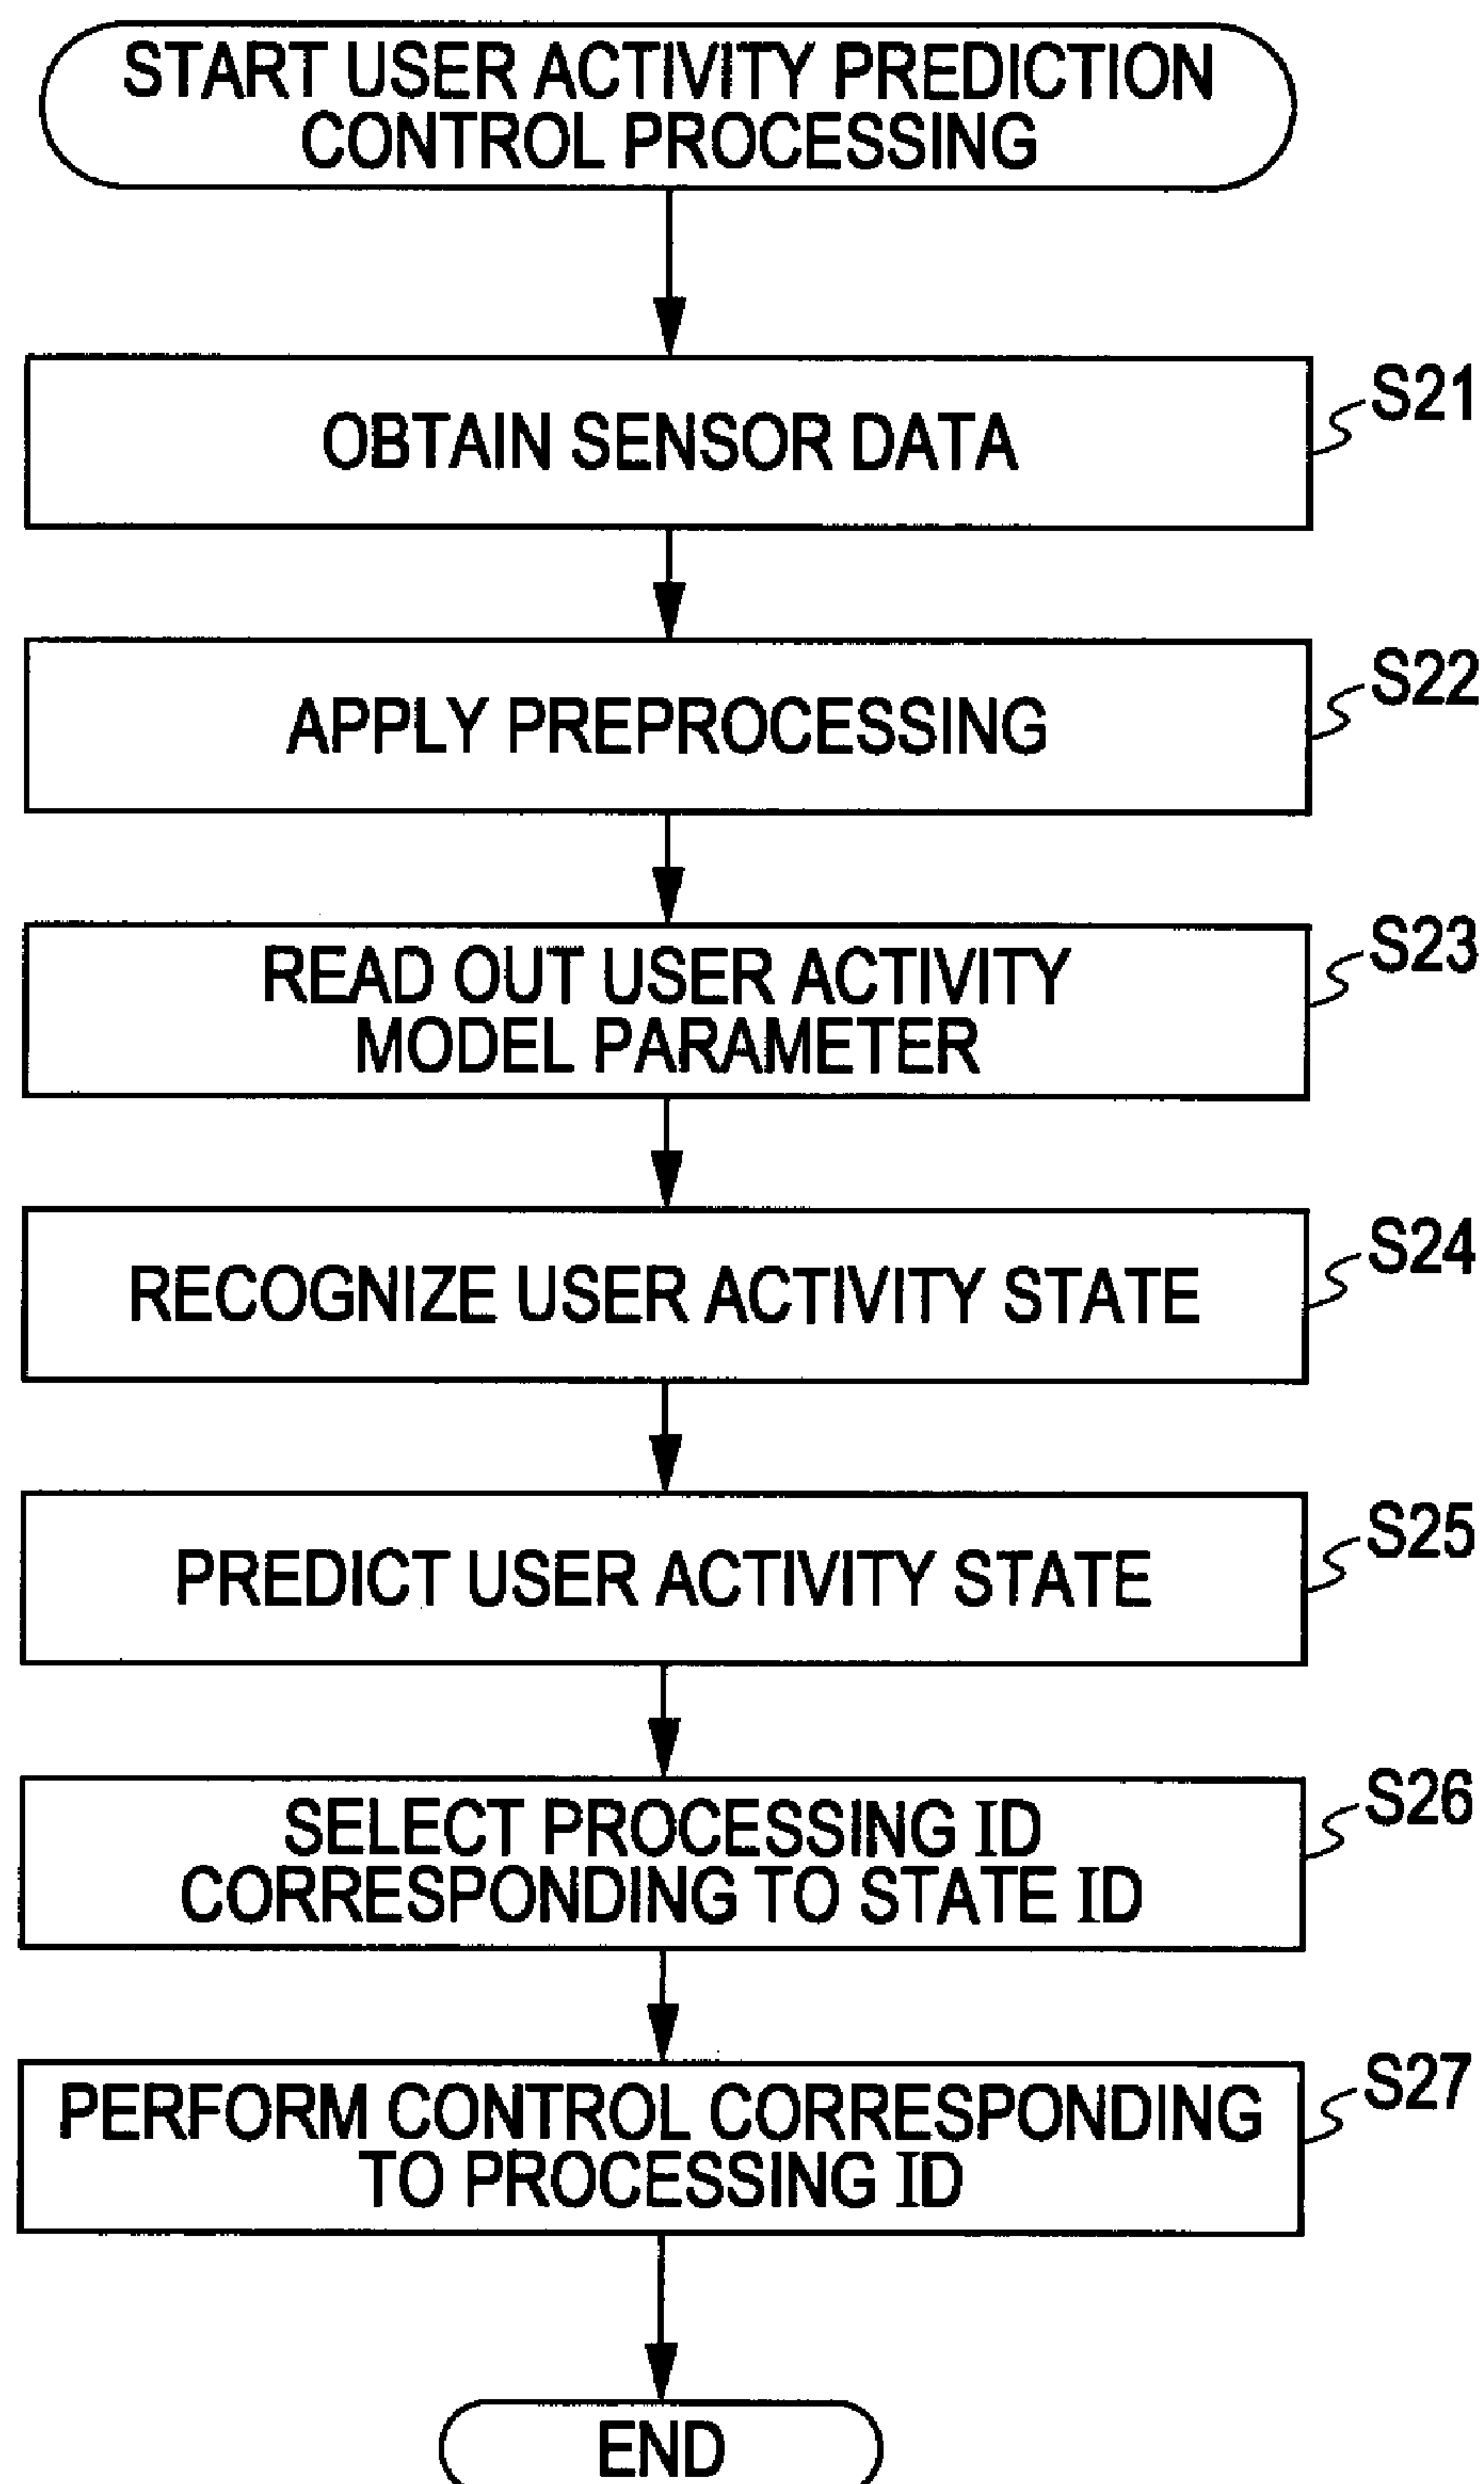 START USER ACTIVITY PREDICTION
CONTROL PROCESSING
OBTAIN SENSOR DATA
S21
APPLY PREPROCESSING
S22
READ OUT USER ACTIVITY
MODEL PARAMETER
S23
RECOGNIZE USER ACTIVITY STATE
S24
PREDICT USER ACTIVITY STATE
S25
SELECT PROCESSING ID
CORRESPONDING TO STATE ID
S26
PERFORM CONTROL CORRESPONDING
TO PROCESSING ID
S27
END